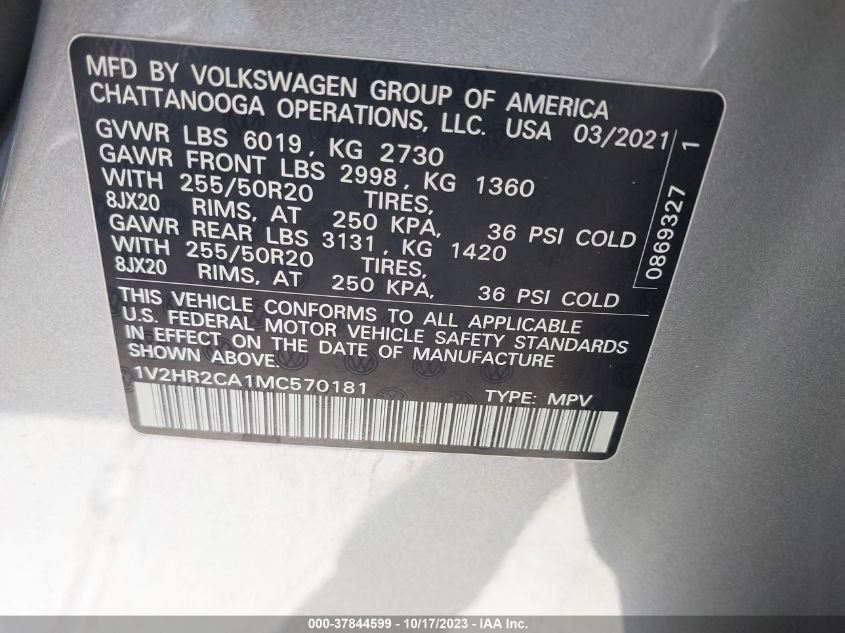 MFD BY VOLKSWAGEN GROUP OF AMERICA
CHATTANOOGA OPERATIONS, LLC. USA 03/2021
GVWR LBS 6019, KG 2730
GAWR FRONT LBS 2998, KG 1360
WITH 255/50R20 TIRES,
8JX20 RIMS, AT 250 KPA, 36 PSI COLD
GAWR REAR LBS 3131, KG 1420
WITH 255/50R20 TIRES,
8JX20 RIMS, AT 250 KPA, 36 PSI COLD
0869327 1
THIS VEHICLE CONFORMS TO ALL APPLICABLE
U.S. FEDERAL MOTOR VEHICLE SAFETY STANDARDS
IN EFFECT ON THE DATE OF MANUFACTURE
SHOWN ABOVE.
1V2HR2CA1MC570181 TYPE: MPV
000-37844599 - 10/17/2023 - IAA Inc.